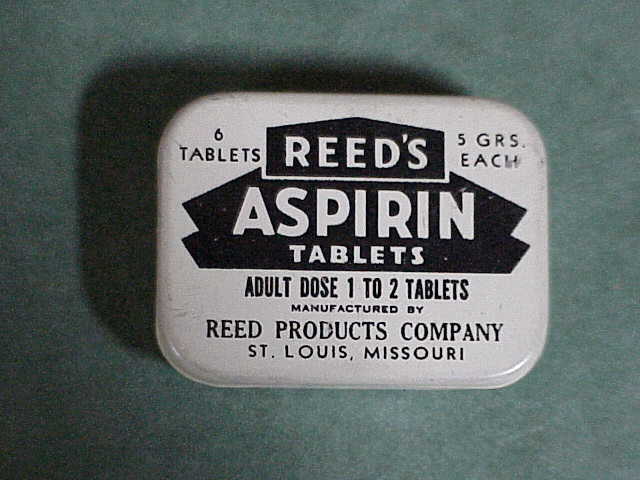 6 TABLETS
REED'S
5 GRS. EACH
ASPIRIN
TABLETS
ADULT DOSE 1 TO 2 TABLETS
MANUFACTURED BY
REED PRODUCTS COMPANY
ST. LOUIS, MISSOURI